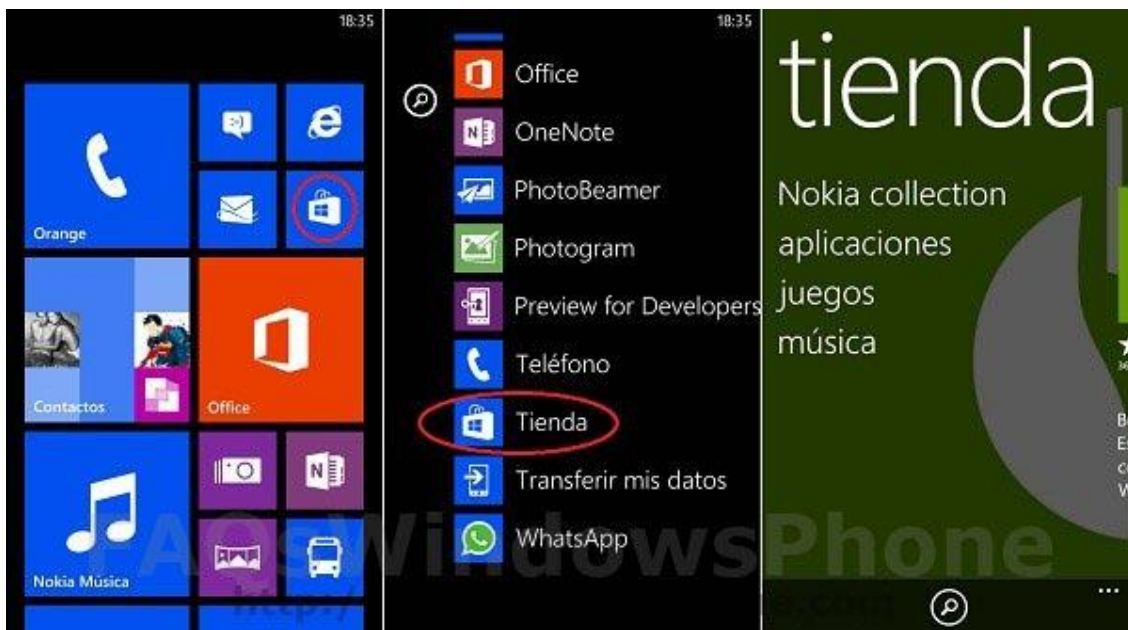 18:35
Orange
Contactos
Office
Nokia Música
18:35
Office
OneNote
PhotoBeamer
Photogram
Preview for Developers
Teléfono
Tienda
Transferir mis datos
WhatsApp
tienda
Nokia collection
aplicaciones
juegos
música
FAQsWindowsPhone